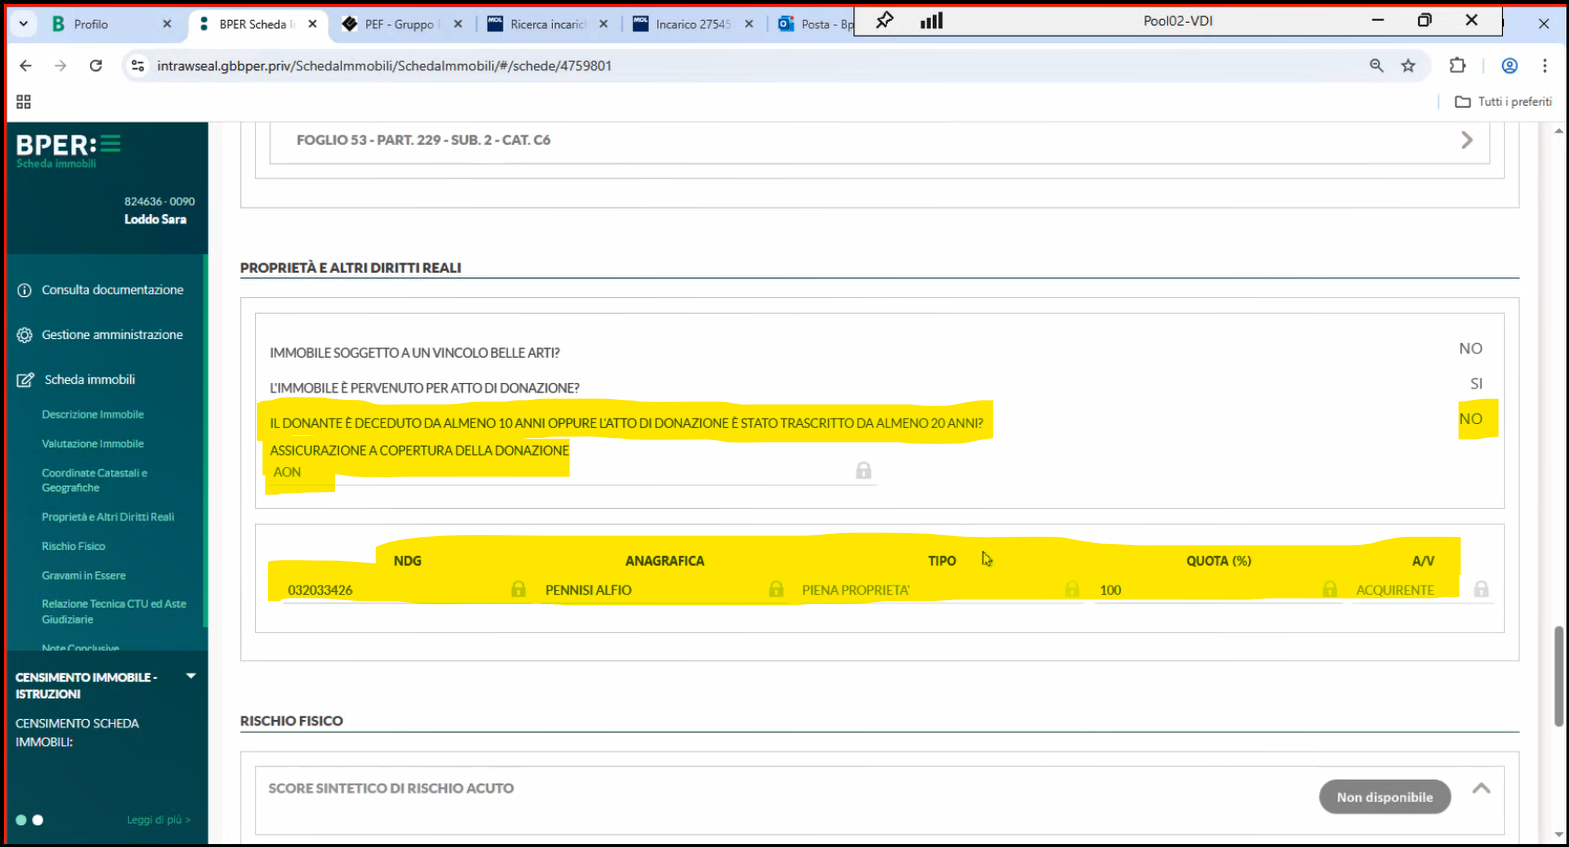 Profilo
BPER Scheda I
PEF - Gruppo
Ricerca incaric
Incarico 27545
Posta - Bp
Pool02-VDI
intrawseal.gbbper.priv/SchedaImmobili/SchedaImmobili/#/schede/4759801
Tutti i preferiti
BPER:
Scheda immobili
824636 - 0090
Loddo Sara
Consulta documentazione
Gestione amministrazione
Scheda immobili
Descrizione Immobile
Valutazione Immobile
Coordinate Catastali e
Geografiche
Proprietà e Altri Diritti Reali
Rischio Fisico
Gravami in Essere
Relazione Tecnica CTU ed Aste
Giudiziarie
Note Conclusive
CENSIMENTO IMMOBILE -
ISTRUZIONI
CENSIMENTO SCHEDA
IMMOBILI:
Leggi di più >
FOGLIO 53 - PART. 229 - SUB. 2 - CAT. C6
PROPRIETÀ E ALTRI DIRITTI REALI
IMMOBILE SOGGETTO A UN VINCOLO BELLE ARTI? NO
L'IMMOBILE È PERVENUTO PER ATTO DI DONAZIONE? SI
IL DONANTE È DECEDUTO DA ALMENO 10 ANNI OPPURE L'ATTO DI DONAZIONE È STATO TRASCRITTO DA ALMENO 20 ANNI? NO
ASSICURAZIONE A COPERTURA DELLA DONAZIONE
AON
NDG ANAGRAFICA TIPO QUOTA (%) A/V
032033426 PENNISI ALFIO PIENA PROPRIETA' 100 ACQUIRENTE
RISCHIO FISICO
SCORE SINTETICO DI RISCHIO ACUTO
Non disponibile